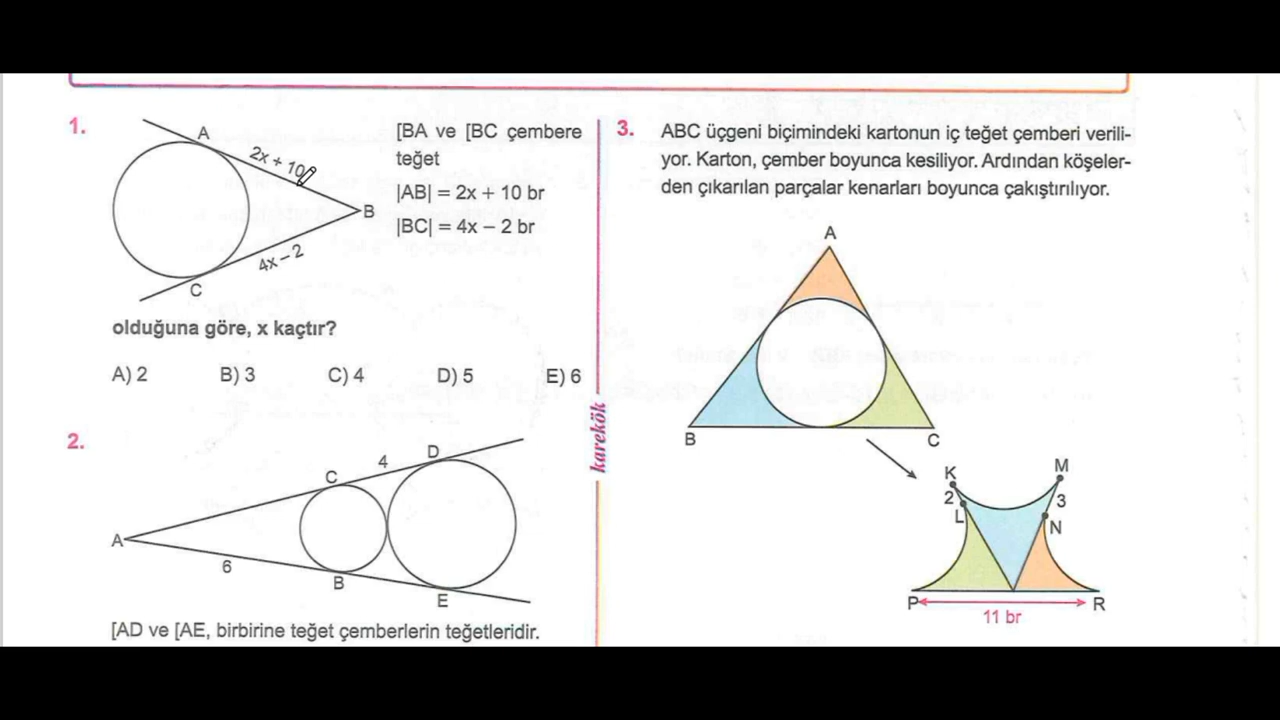 1.
A
2x + 10
B
4x – 2
C
[BA ve [BC çembere
teğet
|AB| = 2x + 10 br
|BC| = 4x – 2 br
olduğuna göre, x kaçtır?
A) 2 B) 3 C) 4 D) 5 E) 6
2.
D
4
C
A
6
B
E
[AD ve [AE, birbirine teğet çemberlerin teğetleridir.
karekök
3.
ABC üçgeni biçimindeki kartonun iç teğet çemberi verili-
yor. Karton, çember boyunca kesiliyor. Ardından köşeler-
den çıkarılan parçalar kenarları boyunca çakıştırılıyor.
A
B
C
K
M
2
3
L
N
P
R
11 br